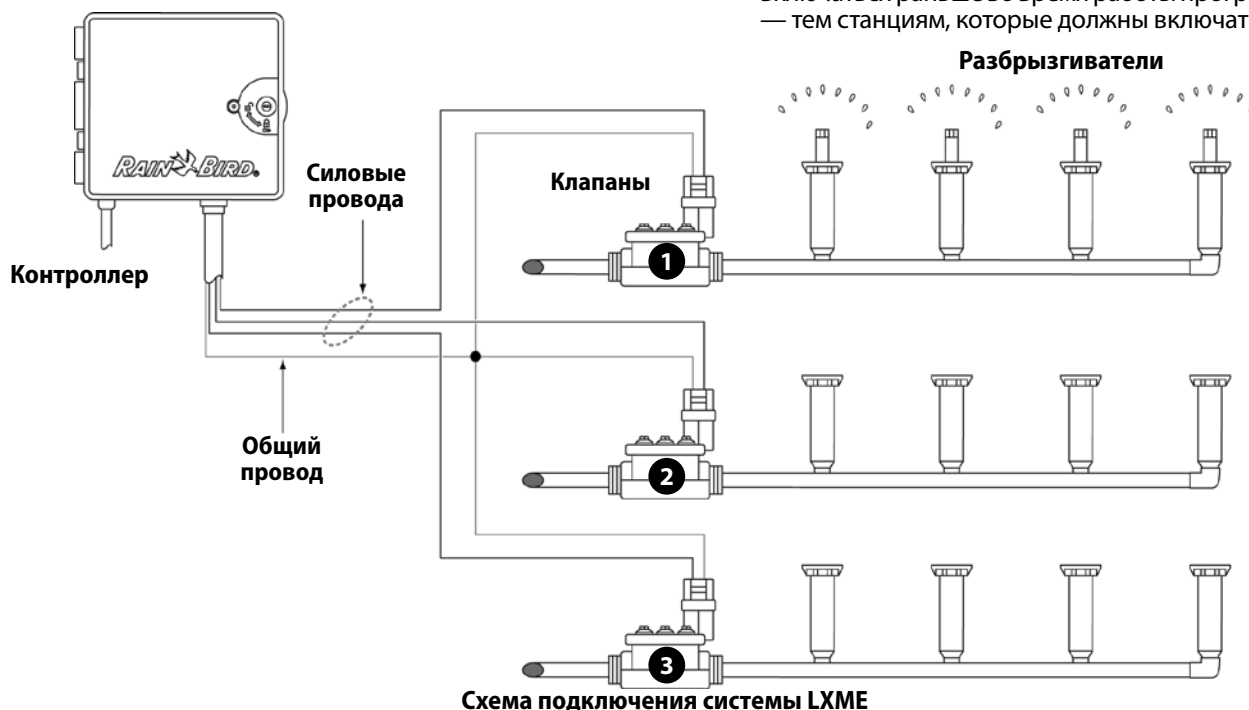 — тем станциям, которые должны включат
Разбрызгиватели
RAIN BIRD.
Силовые
провода
Клапаны
1
Контроллер
Общий
провод
2
3
Схема подключения системы LXME